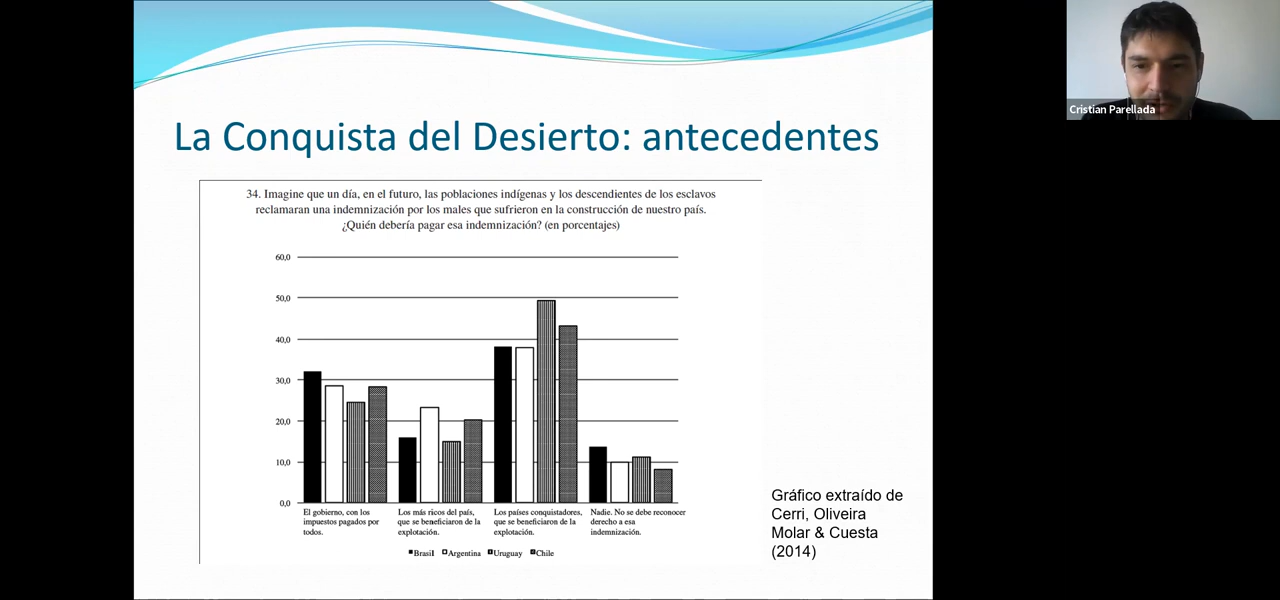 La Conquista del Desierto: antecedentes
34. Imagine que un día, en el futuro, las poblaciones indígenas y los descendientes de los esclavos
reclamaran una indemnización por los males que sufrieron en la construcción de nuestro país.
¿Quién debería pagar esa indemnización? (en porcentajes)
60,0
50,0
40,0
30,0
20,0
10,0
0,0
El gobierno, con los
impuestos pagados por
todos.
Los más ricos del país,
que se beneficiaron de la
explotación.
Los países conquistadores,
que se beneficiaron de la
explotación.
Nadie. No se debe reconocer
derecho a esa
indemnización.
Brasil Argentina Uruguay Chile
Gráfico extraído de
Cerri, Oliveira
Molar & Cuesta
(2014)
Cristian Parellada